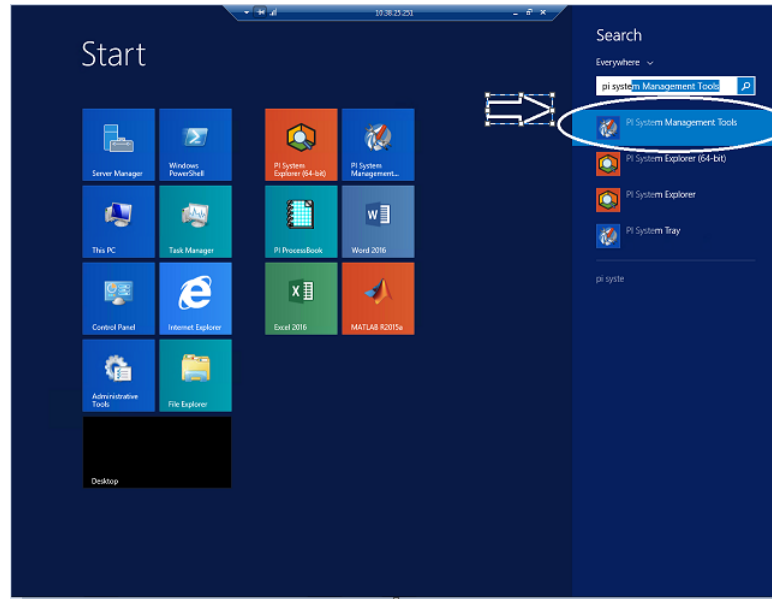 10.38.25.251
Start
Search
Everywhere
pi system Management Tools
Server Manager
Windows
PowerShell
PI System
Explorer (64-bit)
PI System
Management...
PI System Management Tools
PI System Explorer (64-bit)
This PC
Task Manager
PI ProcessBook
Word 2016
PI System Explorer
PI System Tray
pi syste
Control Panel
Internet Explorer
Excel 2016
MATLAB R2015a
Administrative
Tools
File Explorer
Desktop